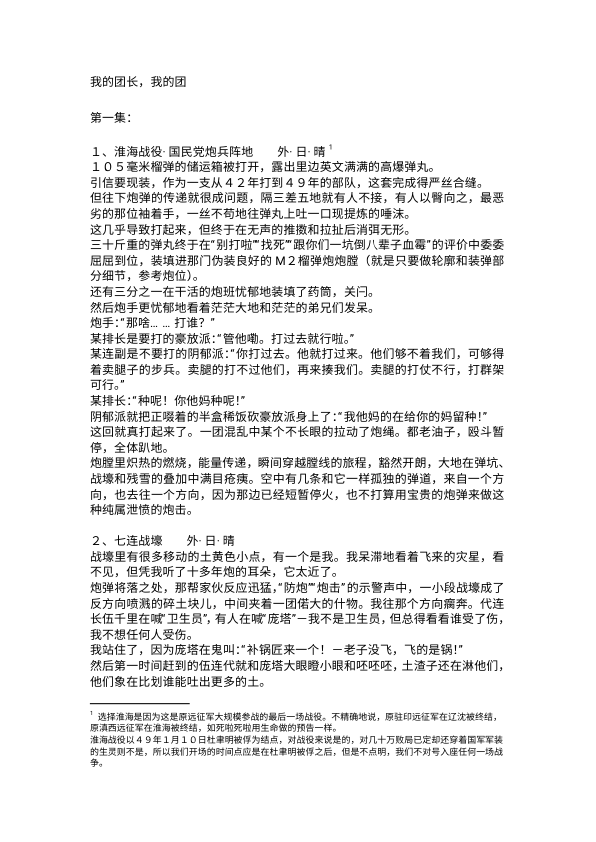 我的团长，我的团
第一集：
１、淮海战役·国民党炮兵阵地　　外·日·晴 1
１０５毫米榴弹的储运箱被打开，露出里边英文满满的高爆弹丸。
引信要现装，作为一支从４２年打到４９年的部队，这套完成得严丝合缝。
但往下炮弹的传递就很成问题，隔三差五地就有人不接，有人以臀向之，最恶
劣的那位袖着手，一丝不苟地往弹丸上吐一口现提炼的唾沫。
这几乎导致打起来，但终于在无声的推擞和拉扯后消弭无形。
三十斤重的弹丸终于在“别打啦”“找死”“跟你们一坑倒八辈子血霉”的评价中委委
屈屈到位，装填进那门伪装良好的 M２榴弹炮炮膛（就是只要做轮廓和装弹部
分细节，参考炮位）。
还有三分之一在干活的炮班忧郁地装填了药筒，关闩。
然后炮手更忧郁地看着茫茫大地和茫茫的弟兄们发呆。
炮手：“那啥……打谁？”
某排长是要打的豪放派：“管他嘞。打过去就行啦。”
某连副是不要打的阴郁派：“你打过去。他就打过来。他们够不着我们，可够得
着卖腿子的步兵。卖腿的打不过他们，再来揍我们。卖腿的打仗不行，打群架
可行。”
某排长：“种呢！你他妈种呢！”
阴郁派就把正啜着的半盒稀饭砍豪放派身上了：“我他妈的在给你的妈留种！”
这回就真打起来了。一团混乱中某个不长眼的拉动了炮绳。都老油子，殴斗暂
停，全体趴地。
炮膛里炽热的燃烧，能量传递，瞬间穿越膛线的旅程，豁然开朗，大地在弹坑、
战壕和残雪的叠加中满目疮痍。空中有几条和它一样孤独的弹道，来自一个方
向，也去往一个方向，因为那边已经短暂停火，也不打算用宝贵的炮弹来做这
种纯属泄愤的炮击。
２、七连战壕　　外·日·晴
战壕里有很多移动的土黄色小点，有一个是我。我呆滞地看着飞来的灾星，看
不见，但凭我听了十多年炮的耳朵，它太近了。
炮弹将落之处，那帮家伙反应迅猛，“防炮”“炮击”的示警声中，一小段战壕成了
反方向喷溅的碎土块儿，中间夹着一团偌大的什物。我往那个方向瘸奔。代连
长伍千里在喊“卫生员”，有人在喊“庞塔”－我不是卫生员，但总得看看谁受了伤，
我不想任何人受伤。
我站住了，因为庞塔在鬼叫：“补锅匠来一个！－老子没飞，飞的是锅！”
然后第一时间赶到的伍连代就和庞塔大眼瞪小眼和呸呸呸，土渣子还在淋他们，
他们象在比划谁能吐出更多的土。
1 选择淮海是因为这是原远征军大规模参战的最后一场战役。不精确地说，原驻印远征军在辽沈被终结，
原滇西远征军在淮海被终结，如死啦死啦用生命做的预告一样。
淮海战役以４９年１月１０日杜聿明被俘为结点，对战役来说是的，对几十万败局已定却还穿着国军军装
的生灵则不是，所以我们开场的时间点应是在杜聿明被俘之后，但是不点明，我们不对号入座任何一场战
争。